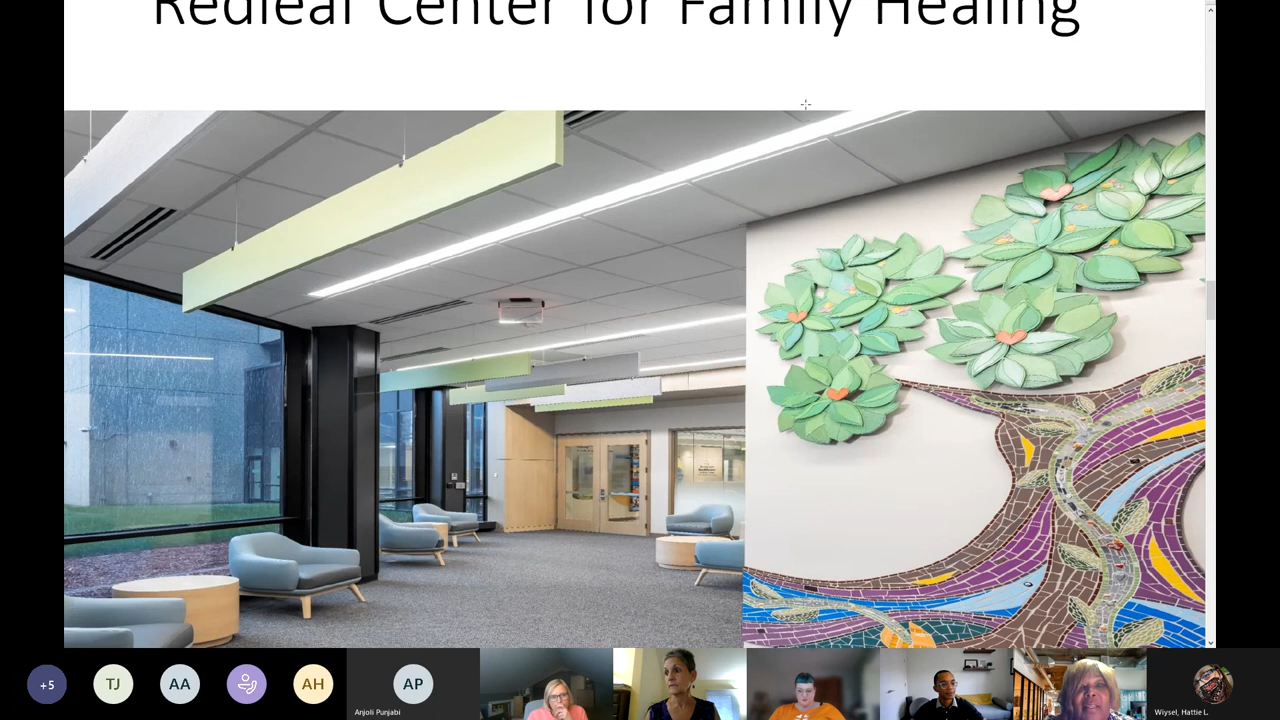 Redleaf Center for Family Healing
+5
TJ
AA
AH
AP
Anjoli Punjabi
Wiysel, Hattie L.